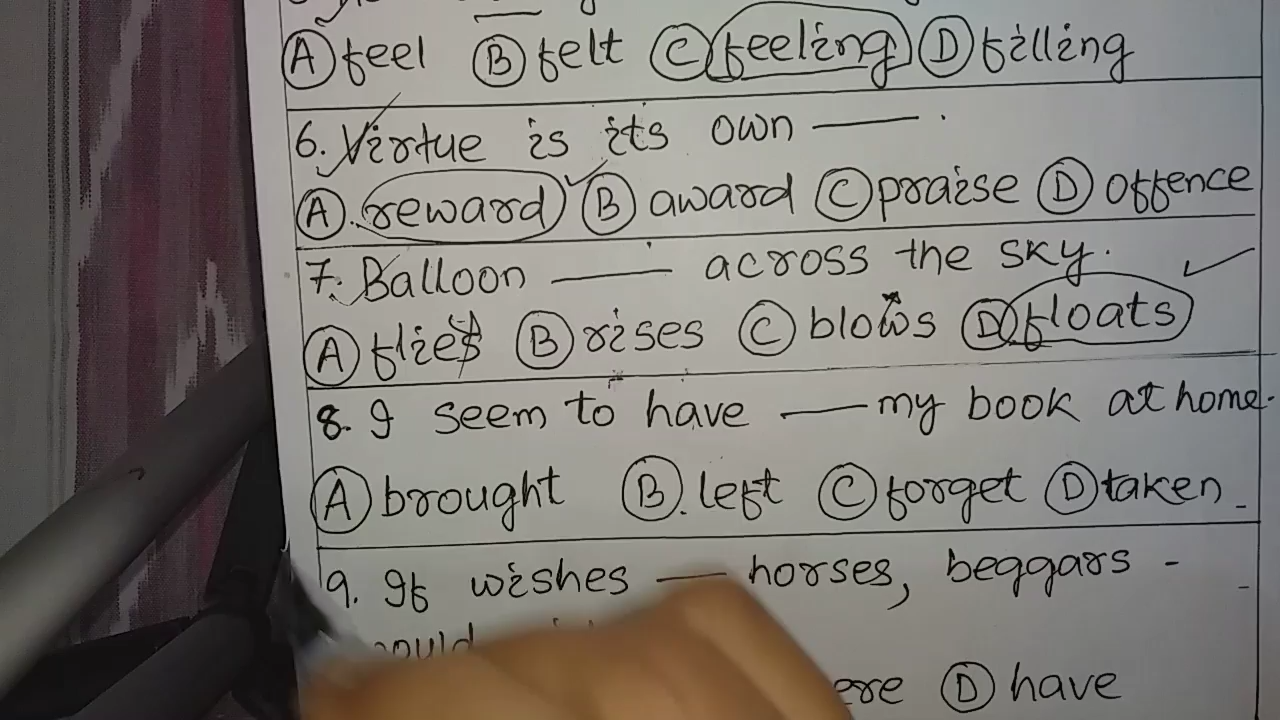 (A) feel (B) felt (C) feeling (D) filling
6. Virtue is its own —— .
(A). reward (B) award (C) praise (D) offence
7. Balloon —— across the sky.
(A) flies (B) rises (C) blows (D) floats
8. I seem to have —— my book at home.
(A) brought (B) left (C) forget (D) taken
9. If wishes —— horses, beggars -
(D) have